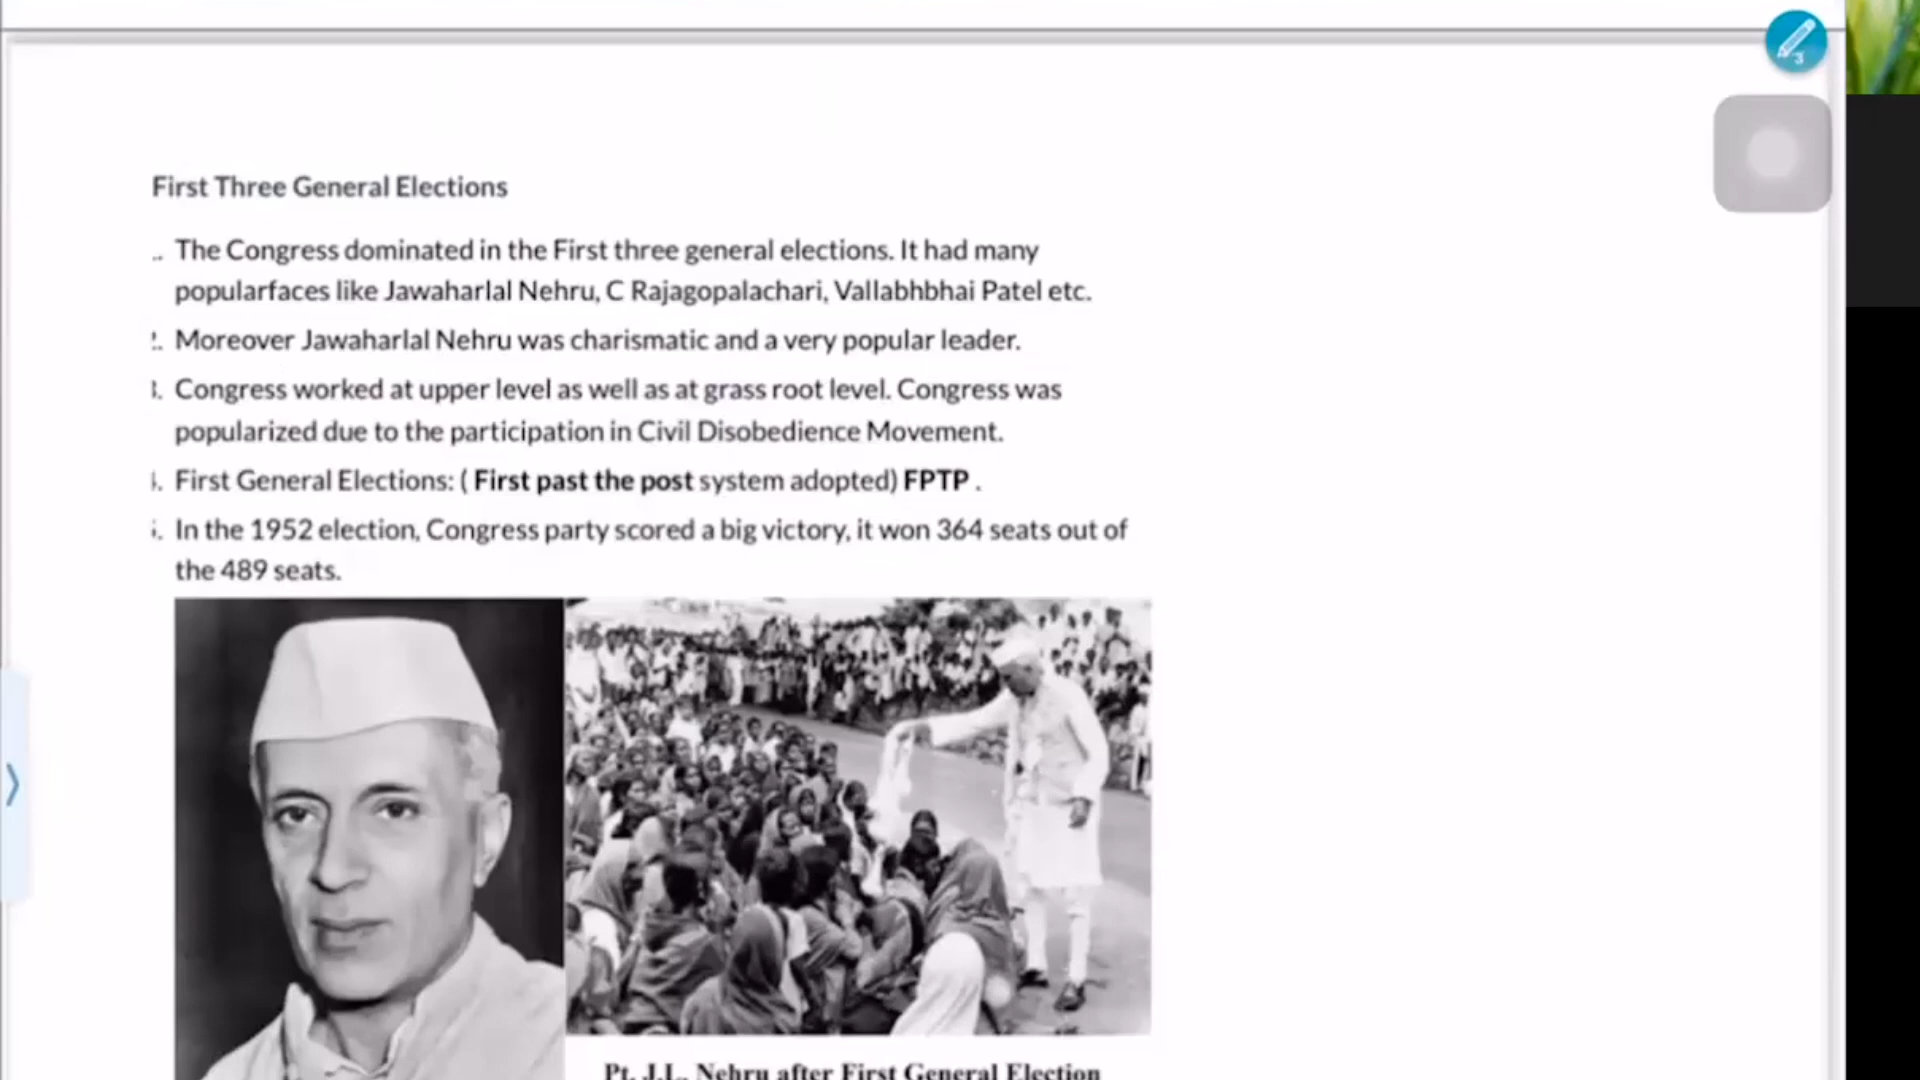 First Three General Elections
.. The Congress dominated in the First three general elections. It had many
popularfaces like Jawaharlal Nehru, C Rajagopalachari, Vallabhbhai Patel etc.
Moreover Jawaharlal Nehru was charismatic and a very popular leader.
Congress worked at upper level as well as at grass root level. Congress was
popularized due to the participation in Civil Disobedience Movement.
First General Elections: ( First past the post system adopted) FPTP .
In the 1952 election, Congress party scored a big victory, it won 364 seats out of
the 489 seats.
Pt. J.L. Nehru after First General Election
3